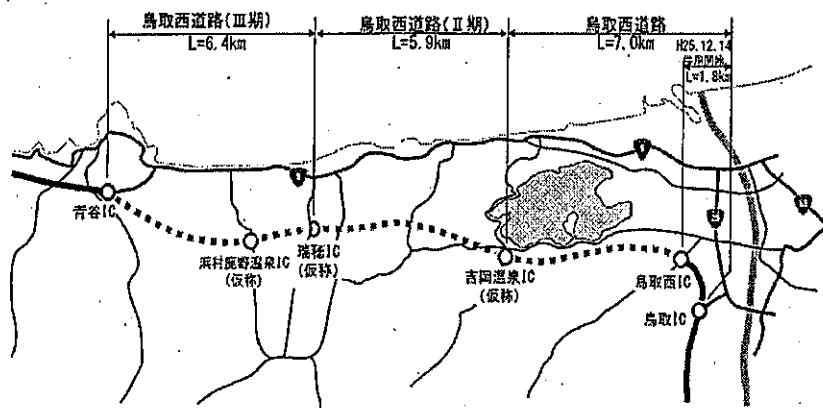 鳥取西道路(Ⅲ期)
L=6.4km
鳥取西道路(Ⅱ期)
L=5.9km
鳥取西道路
L=7.0km
H25.12.14
L=1.8km
9
9
青谷IC
浜村鹿野温泉IC
(仮称)
瑞穂IC
(仮称)
吉岡温泉IC
(仮称)
鳥取西IC
鳥取IC